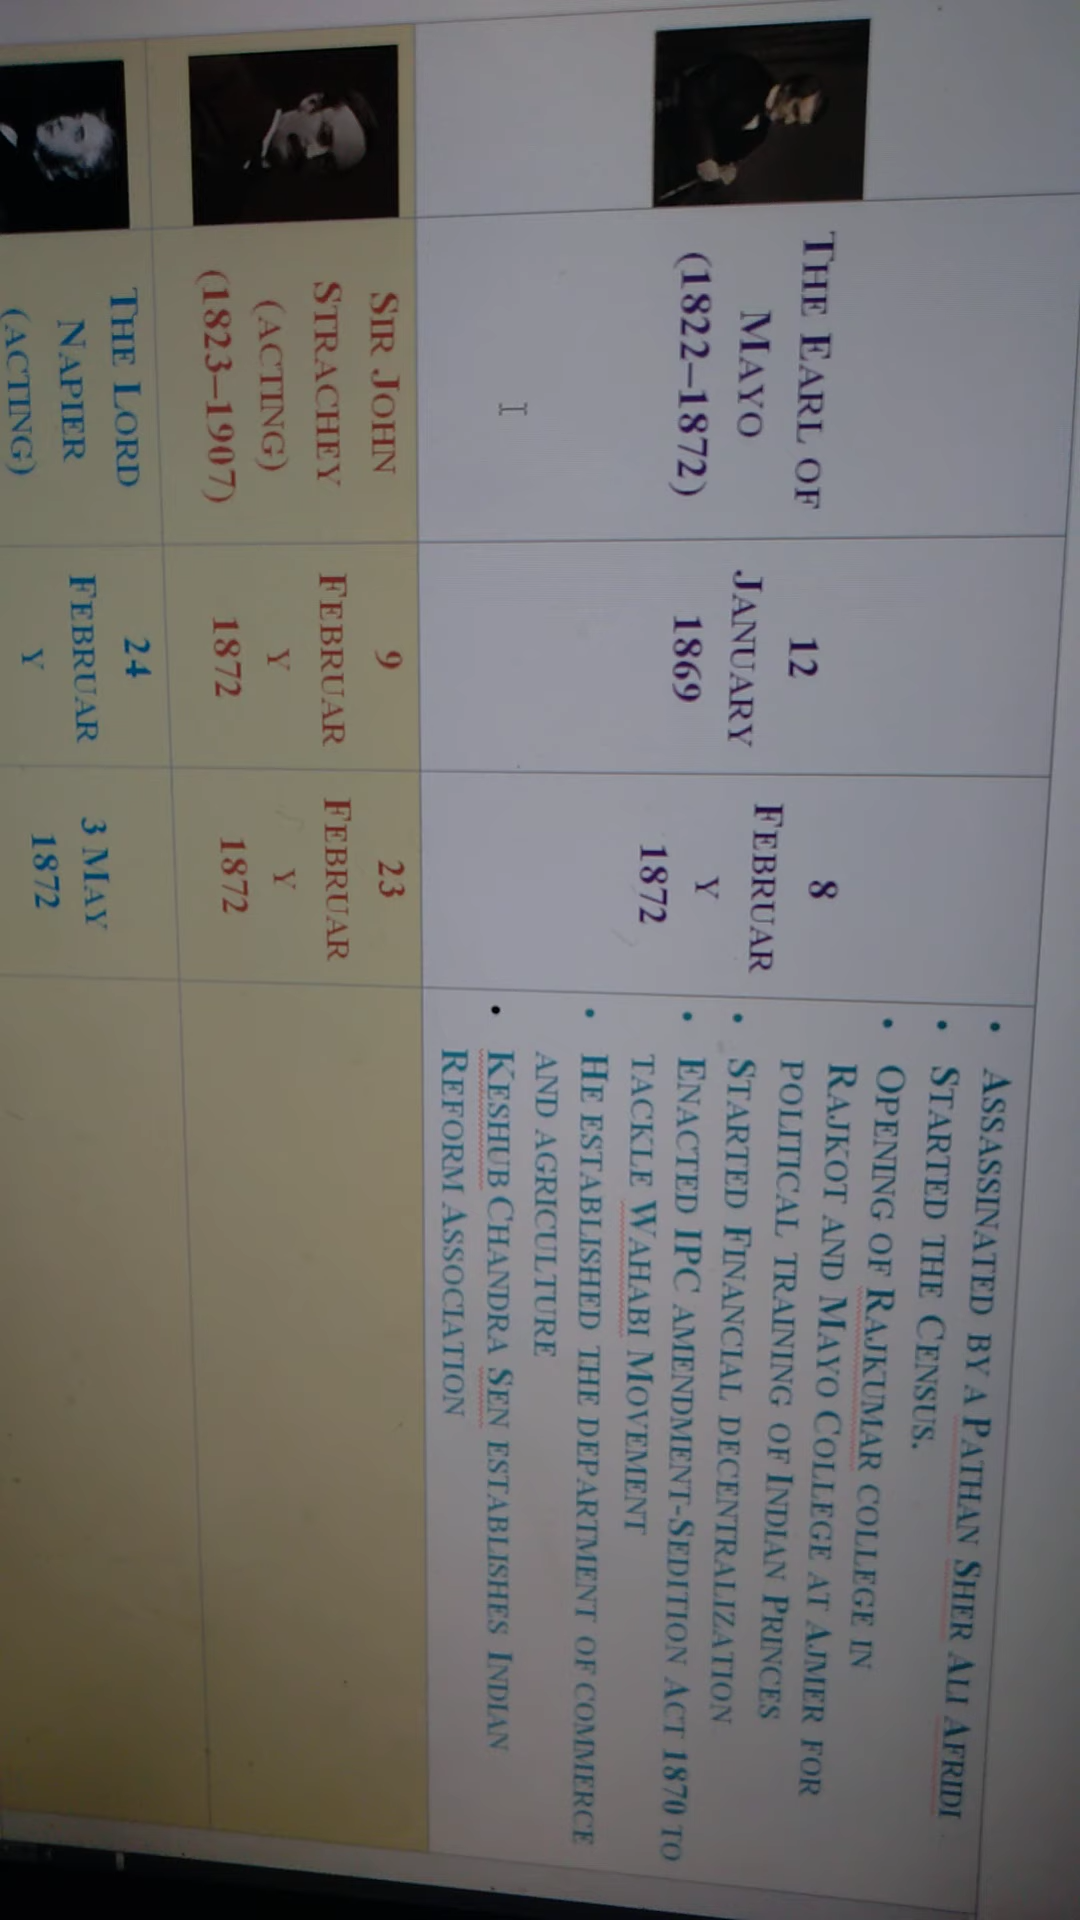 THE EARL OF
MAYO
(1822–1872)
12
JANUARY
1869
8
FEBRUAR
Y
1872
• ASSASSINATED BY A PATHAN SHER ALI AFRIDI
• STARTED THE CENSUS.
• OPENING OF RAJKUMAR COLLEGE IN
RAJKOT AND MAYO COLLEGE AT AJMER FOR
POLITICAL TRAINING OF INDIAN PRINCES
• STARTED FINANCIAL DECENTRALIZATION
• ENACTED IPC AMENDMENT-SEDITION ACT 1870 TO
TACKLE WAHABI MOVEMENT
• HE ESTABLISHED THE DEPARTMENT OF COMMERCE
AND AGRICULTURE
• KESHUB CHANDRA SEN ESTABLISHES INDIAN
REFORM ASSOCIATION
SIR JOHN
STRACHEY
(ACTING)
(1823–1907)
9
FEBRUAR
Y
1872
23
FEBRUAR
Y
1872
THE LORD
NAPIER
(ACTING)
24
FEBRUAR
Y
3 MAY
1872